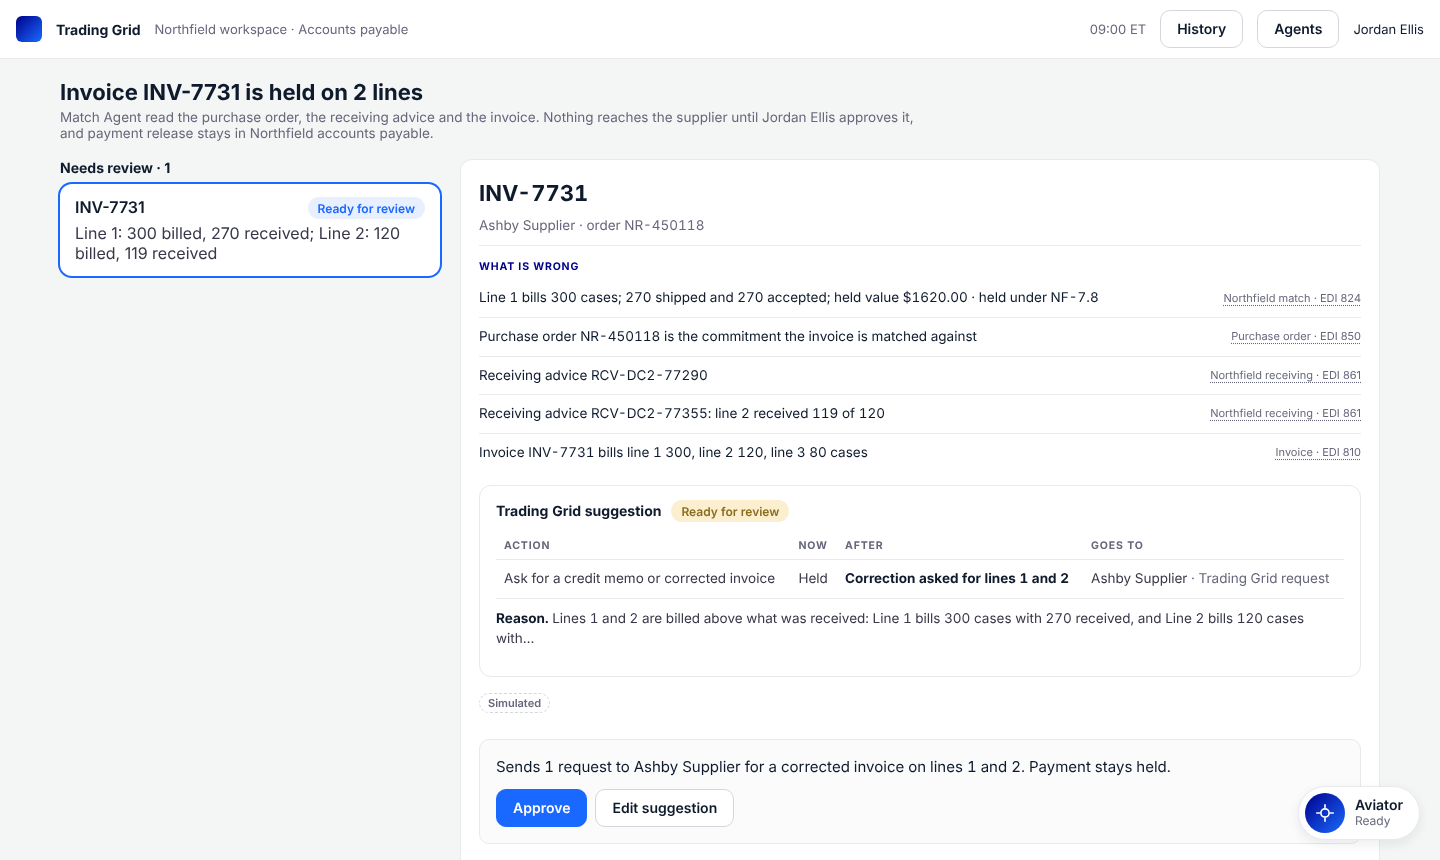 Trading Grid Northfield workspace · Accounts payable 09:00 ET History Agents Jordan Ellis
Invoice INV-7731 is held on 2 lines
Match Agent read the purchase order, the receiving advice and the invoice. Nothing reaches the supplier until Jordan Ellis approves it,
and payment release stays in Northfield accounts payable.
Needs review · 1
INV-7731 Ready for review
Line 1: 300 billed, 270 received; Line 2: 120
billed, 119 received
INV-7731
Ashby Supplier · order NR-450118
WHAT IS WRONG
Line 1 bills 300 cases; 270 shipped and 270 accepted; held value $1620.00 · held under NF-7.8 Northfield match · EDI 824
Purchase order NR-450118 is the commitment the invoice is matched against Purchase order · EDI 850
Receiving advice RCV-DC2-77290 Northfield receiving · EDI 861
Receiving advice RCV-DC2-77355: line 2 received 119 of 120 Northfield receiving · EDI 861
Invoice INV-7731 bills line 1 300, line 2 120, line 3 80 cases Invoice · EDI 810
Trading Grid suggestion Ready for review
ACTION NOW AFTER GOES TO
Ask for a credit memo or corrected invoice Held Correction asked for lines 1 and 2 Ashby Supplier · Trading Grid request
Reason. Lines 1 and 2 are billed above what was received: Line 1 bills 300 cases with 270 received, and Line 2 bills 120 cases
with...
Simulated
Sends 1 request to Ashby Supplier for a corrected invoice on lines 1 and 2. Payment stays held.
Approve Edit suggestion
Aviator
Ready